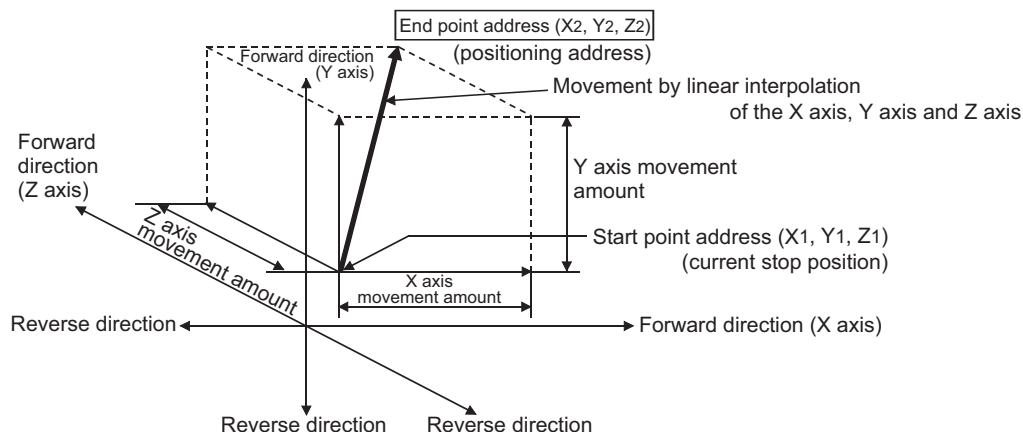 End point address (X2, Y2, Z2)
(positioning address)
Forward direction
(Y axis)
Movement by linear interpolation
of the X axis, Y axis and Z axis
Forward
direction
(Z axis)
Y axis movement
amount
Z axis
movement amount
Start point address (X1, Y1, Z1)
(current stop position)
X axis
movement amount
Reverse direction
Forward direction (X axis)
Reverse direction
Reverse direction